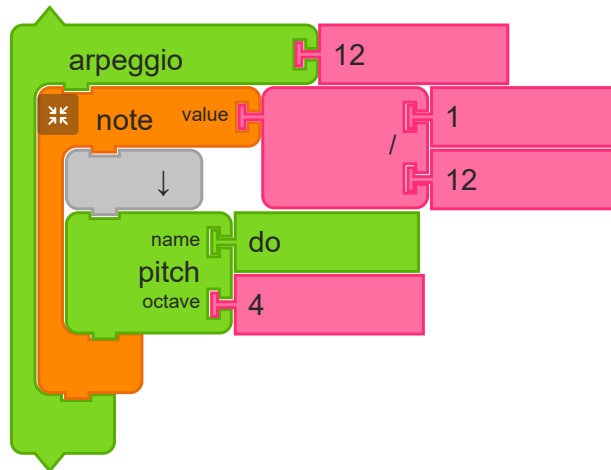 arpeggio 12
note value 1
/
12
↓
name do
pitch
octave 4